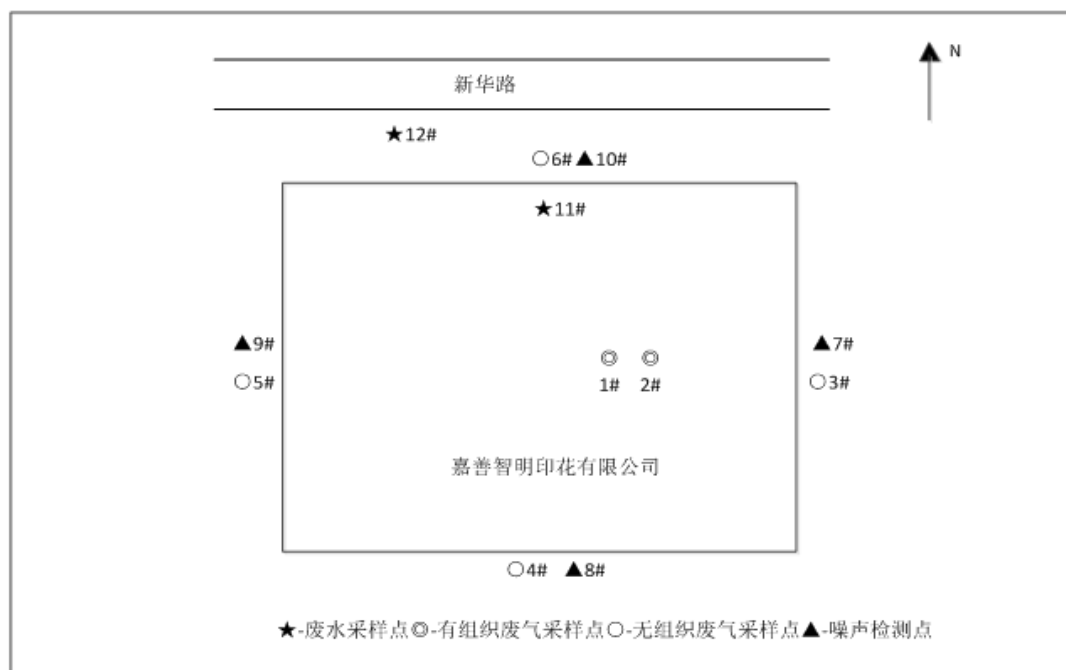 N
新华路
★12#
○6#▲10#
★11#
▲9#
▲7#
◎ ◎
○5#
1# 2#
○3#
嘉善智明印花有限公司
○4# ▲8#
★-废水采样点◎-有组织废气采样点○-无组织废气采样点▲-噪声检测点